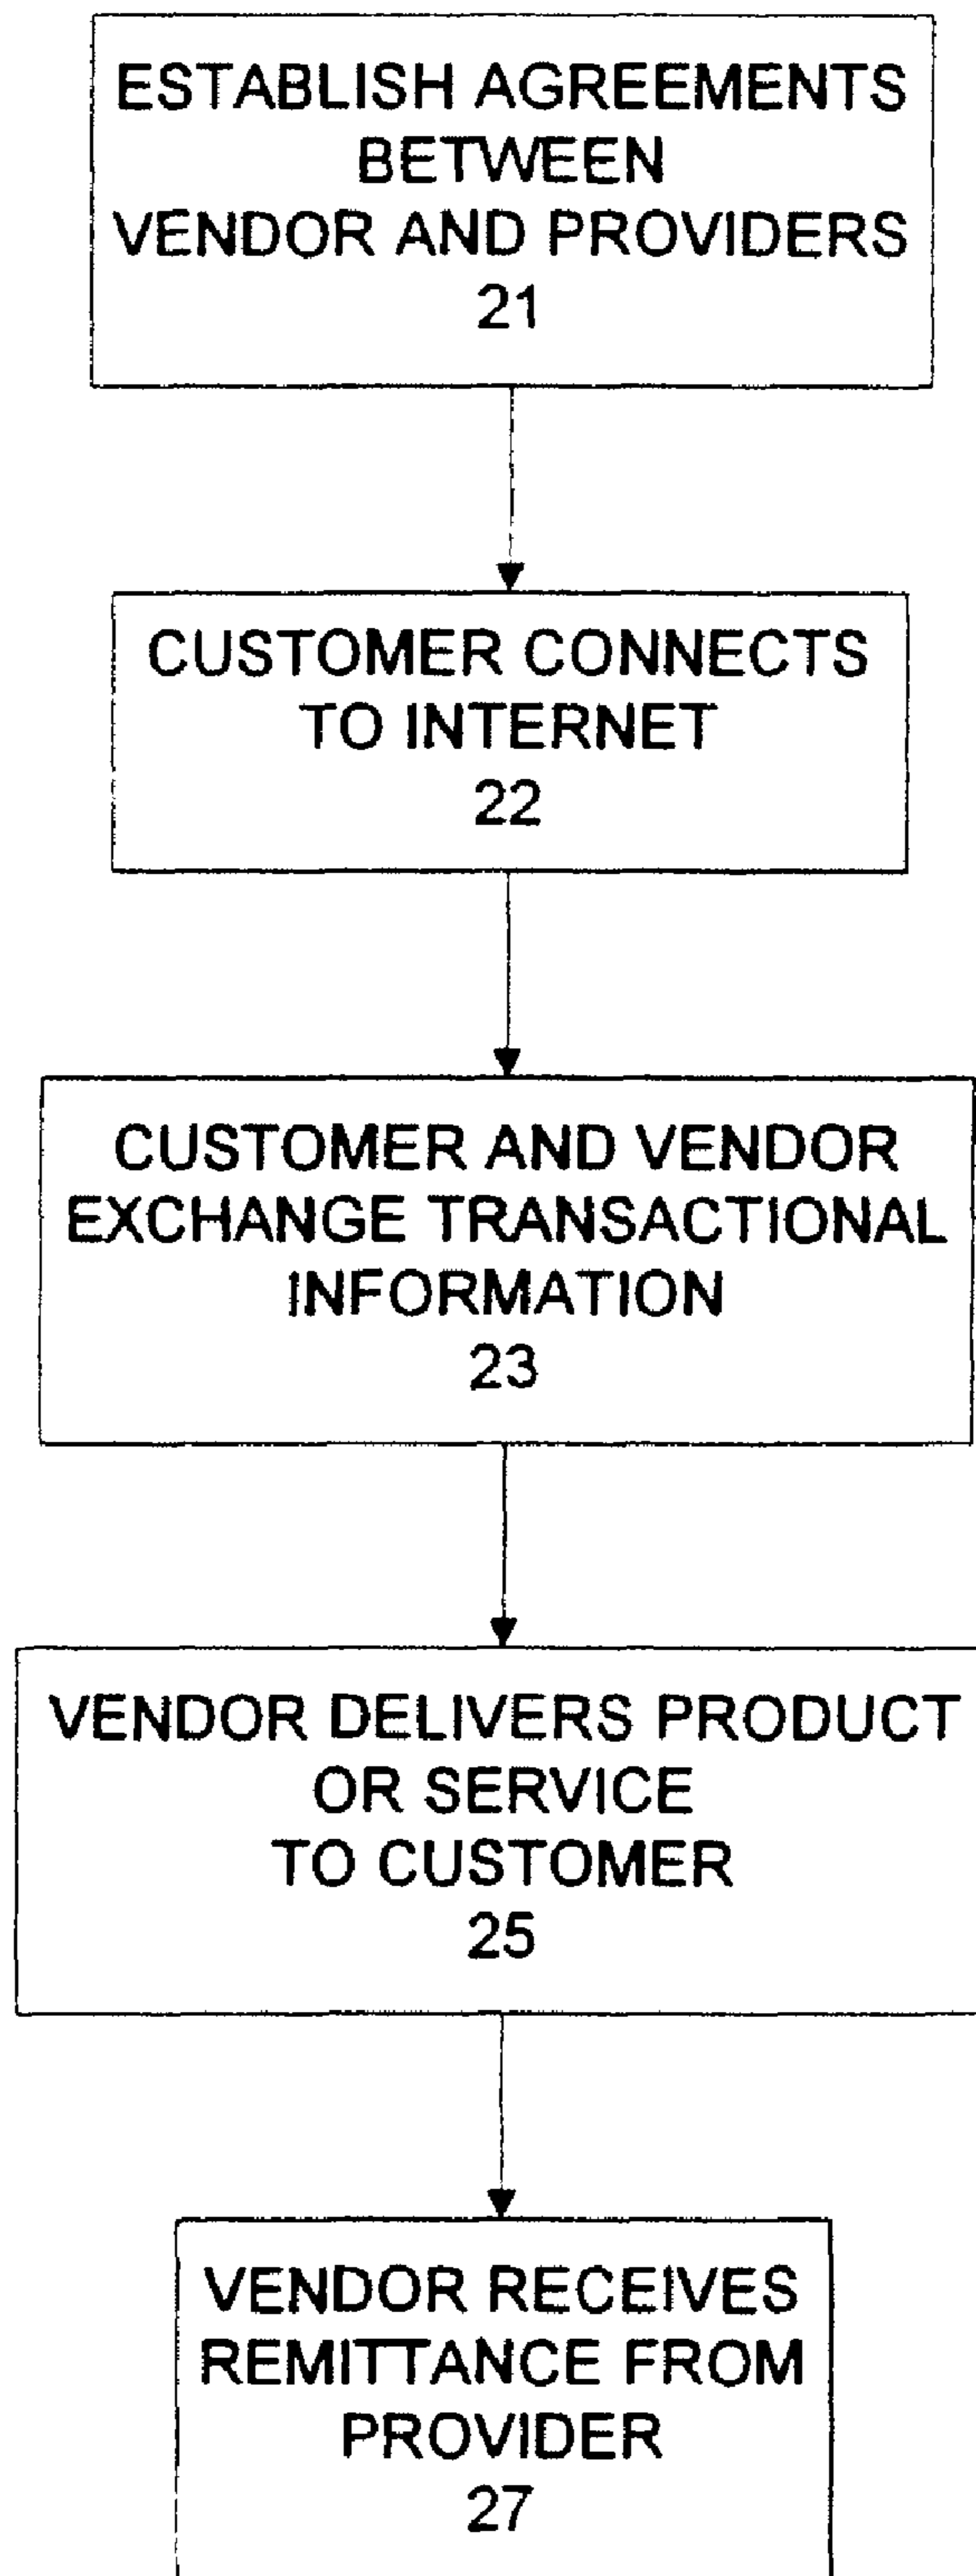 ESTABLISH AGREEMENTS
BETWEEN
VENDOR AND PROVIDERS
21
CUSTOMER CONNECTS
TO INTERNET
22
CUSTOMER AND VENDOR
EXCHANGE TRANSACTIONAL
INFORMATION
23
VENDOR DELIVERS PRODUCT
OR SERVICE
TO CUSTOMER
25
VENDOR RECEIVES
REMITTANCE FROM
PROVIDER
27